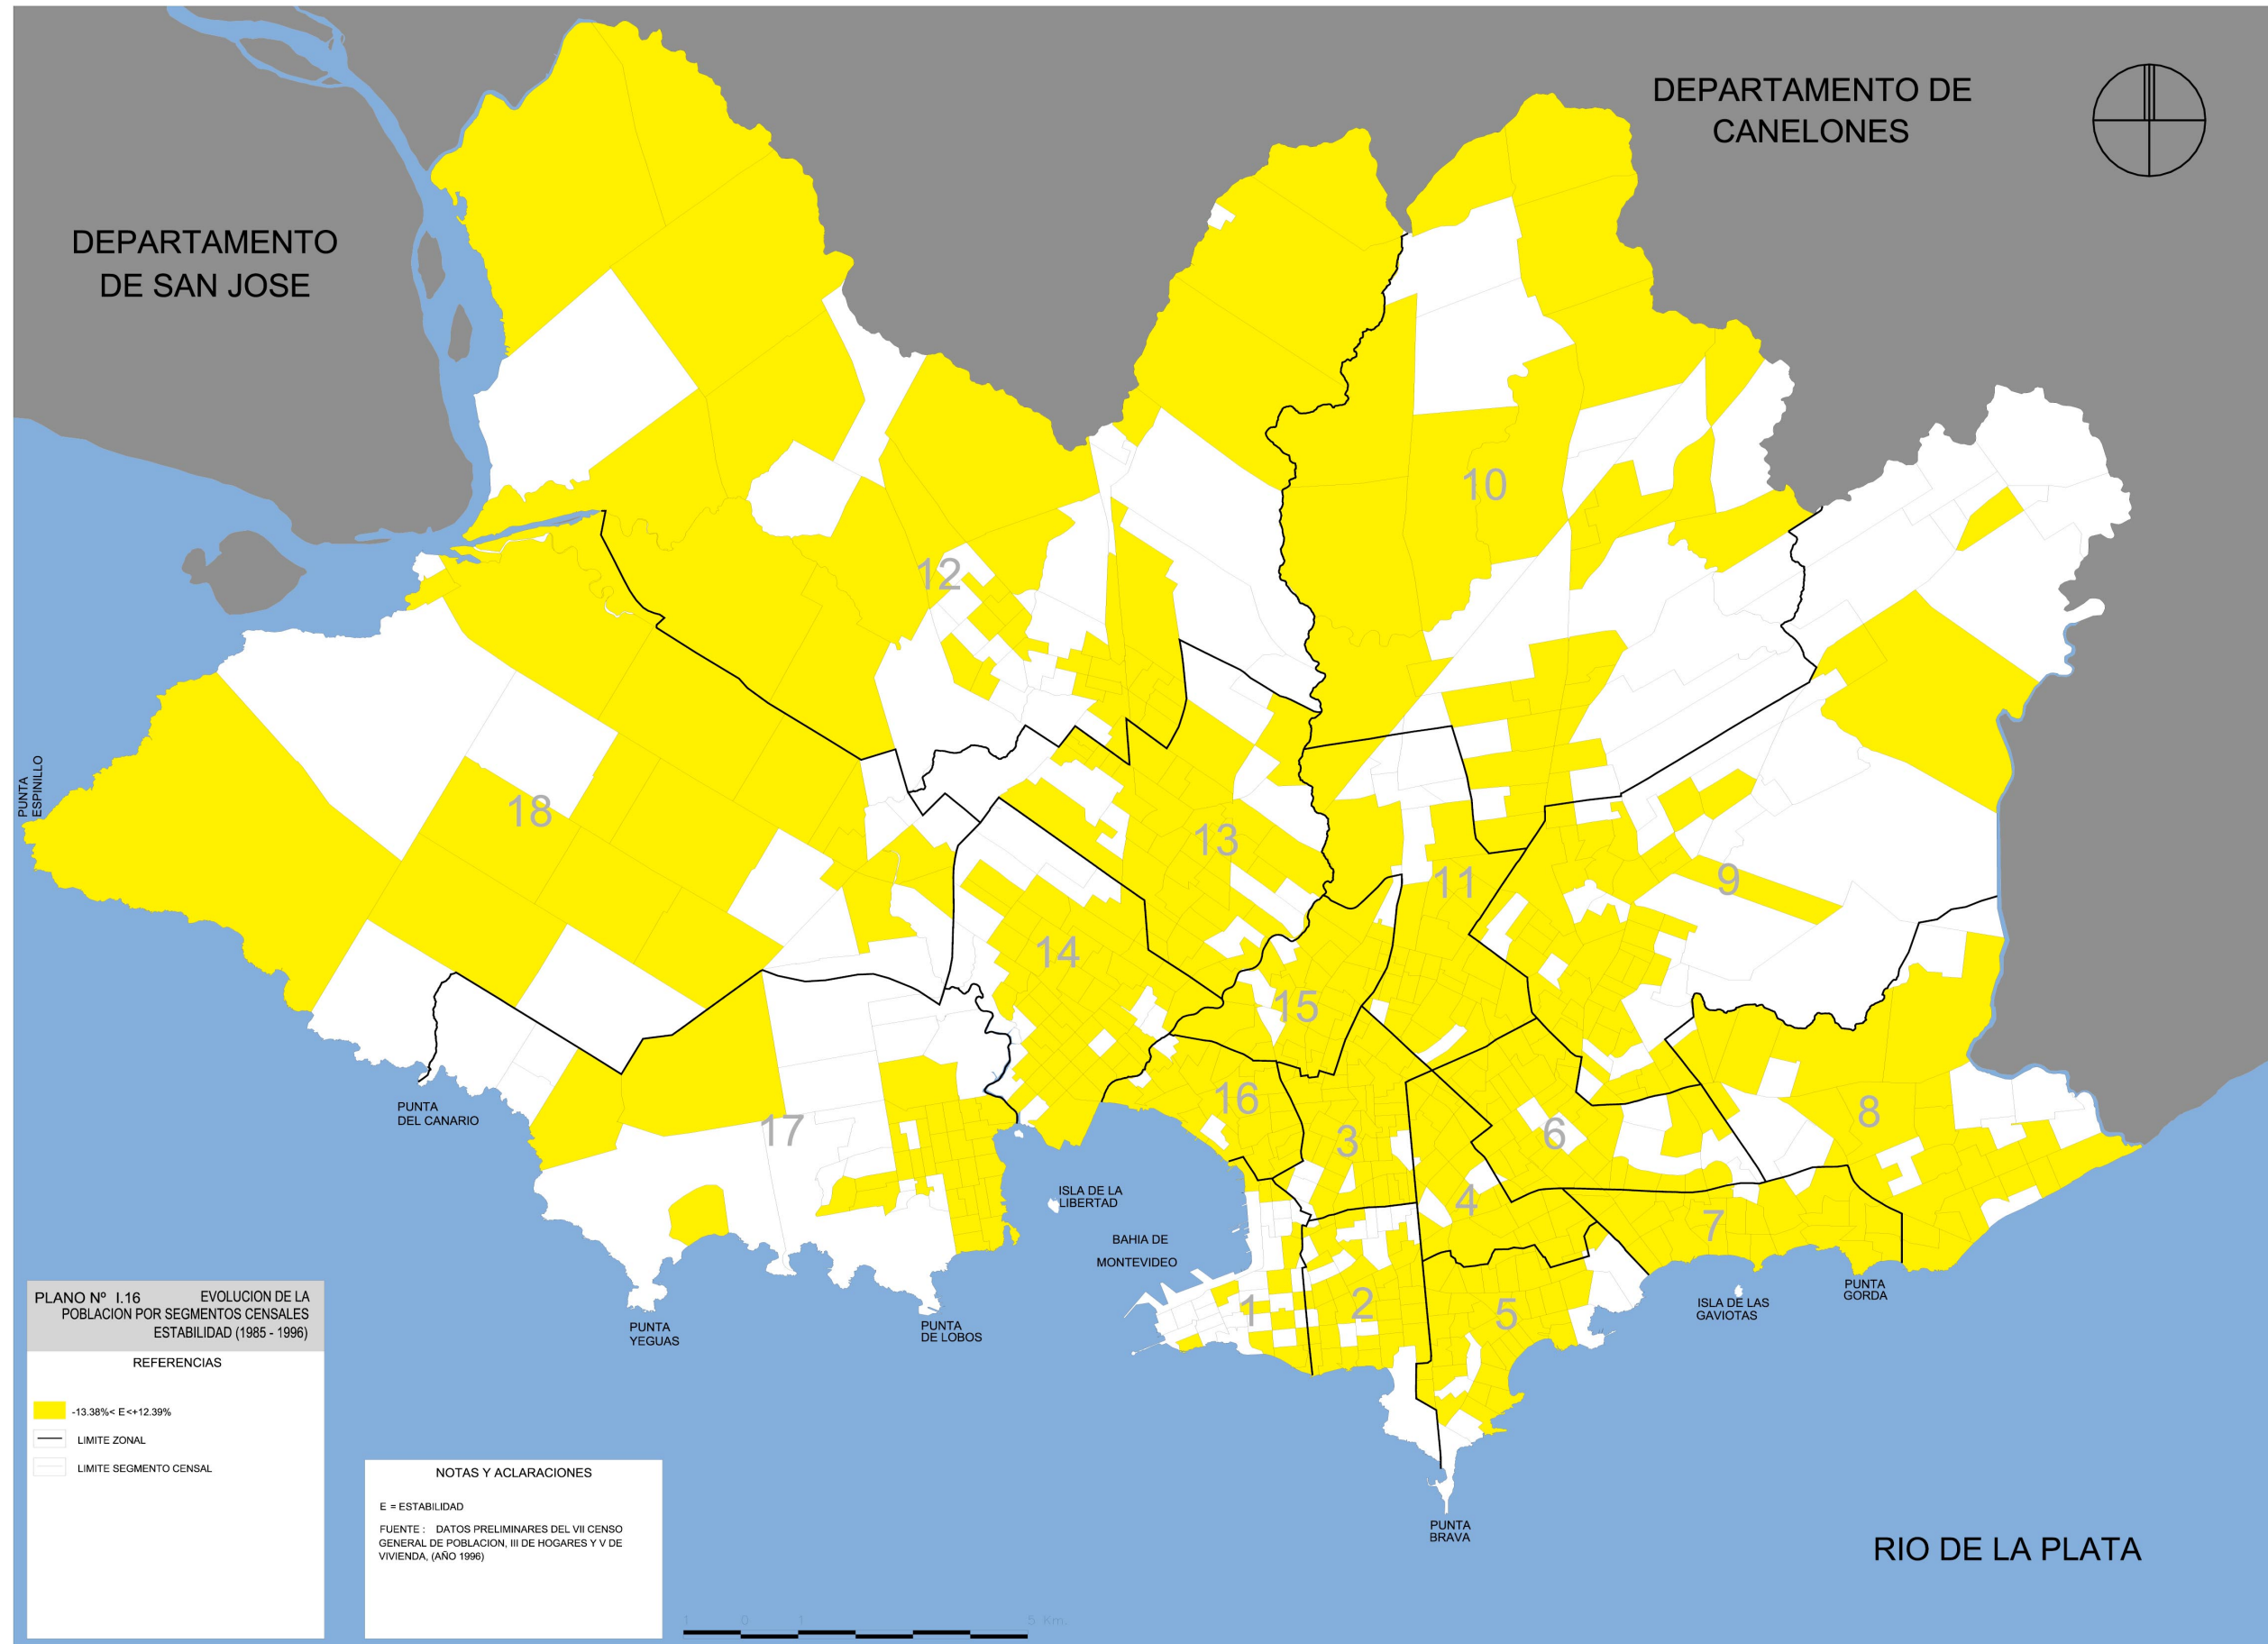 DEPARTAMENTO DE
CANELONES
DEPARTAMENTO
DE SAN JOSE
10
12
PUNTA
ESPINILLO
18
13
9
11
14
15
PUNTA
DEL CANARIO
17
16
3
6
8
4
ISLA DE LA
LIBERTAD
7
BAHIA DE
MONTEVIDEO
1
2
5
PUNTA
GORDA
ISLA DE LAS
GAVIOTAS
PUNTA
YEGUAS
PUNTA
DE LOBOS
PUNTA
BRAVA
RIO DE LA PLATA
PLANO Nº I.16 EVOLUCION DE LA
POBLACION POR SEGMENTOS CENSALES
ESTABILIDAD (1985 - 1996)
REFERENCIAS
-13.38%< E<+12.39%
LIMITE ZONAL
LIMITE SEGMENTO CENSAL
NOTAS Y ACLARACIONES
E = ESTABILIDAD
FUENTE : DATOS PRELIMINARES DEL VII CENSO
GENERAL DE POBLACION, III DE HOGARES Y V DE
VIVIENDA, (AÑO 1996)
1 0 1 5 Km.